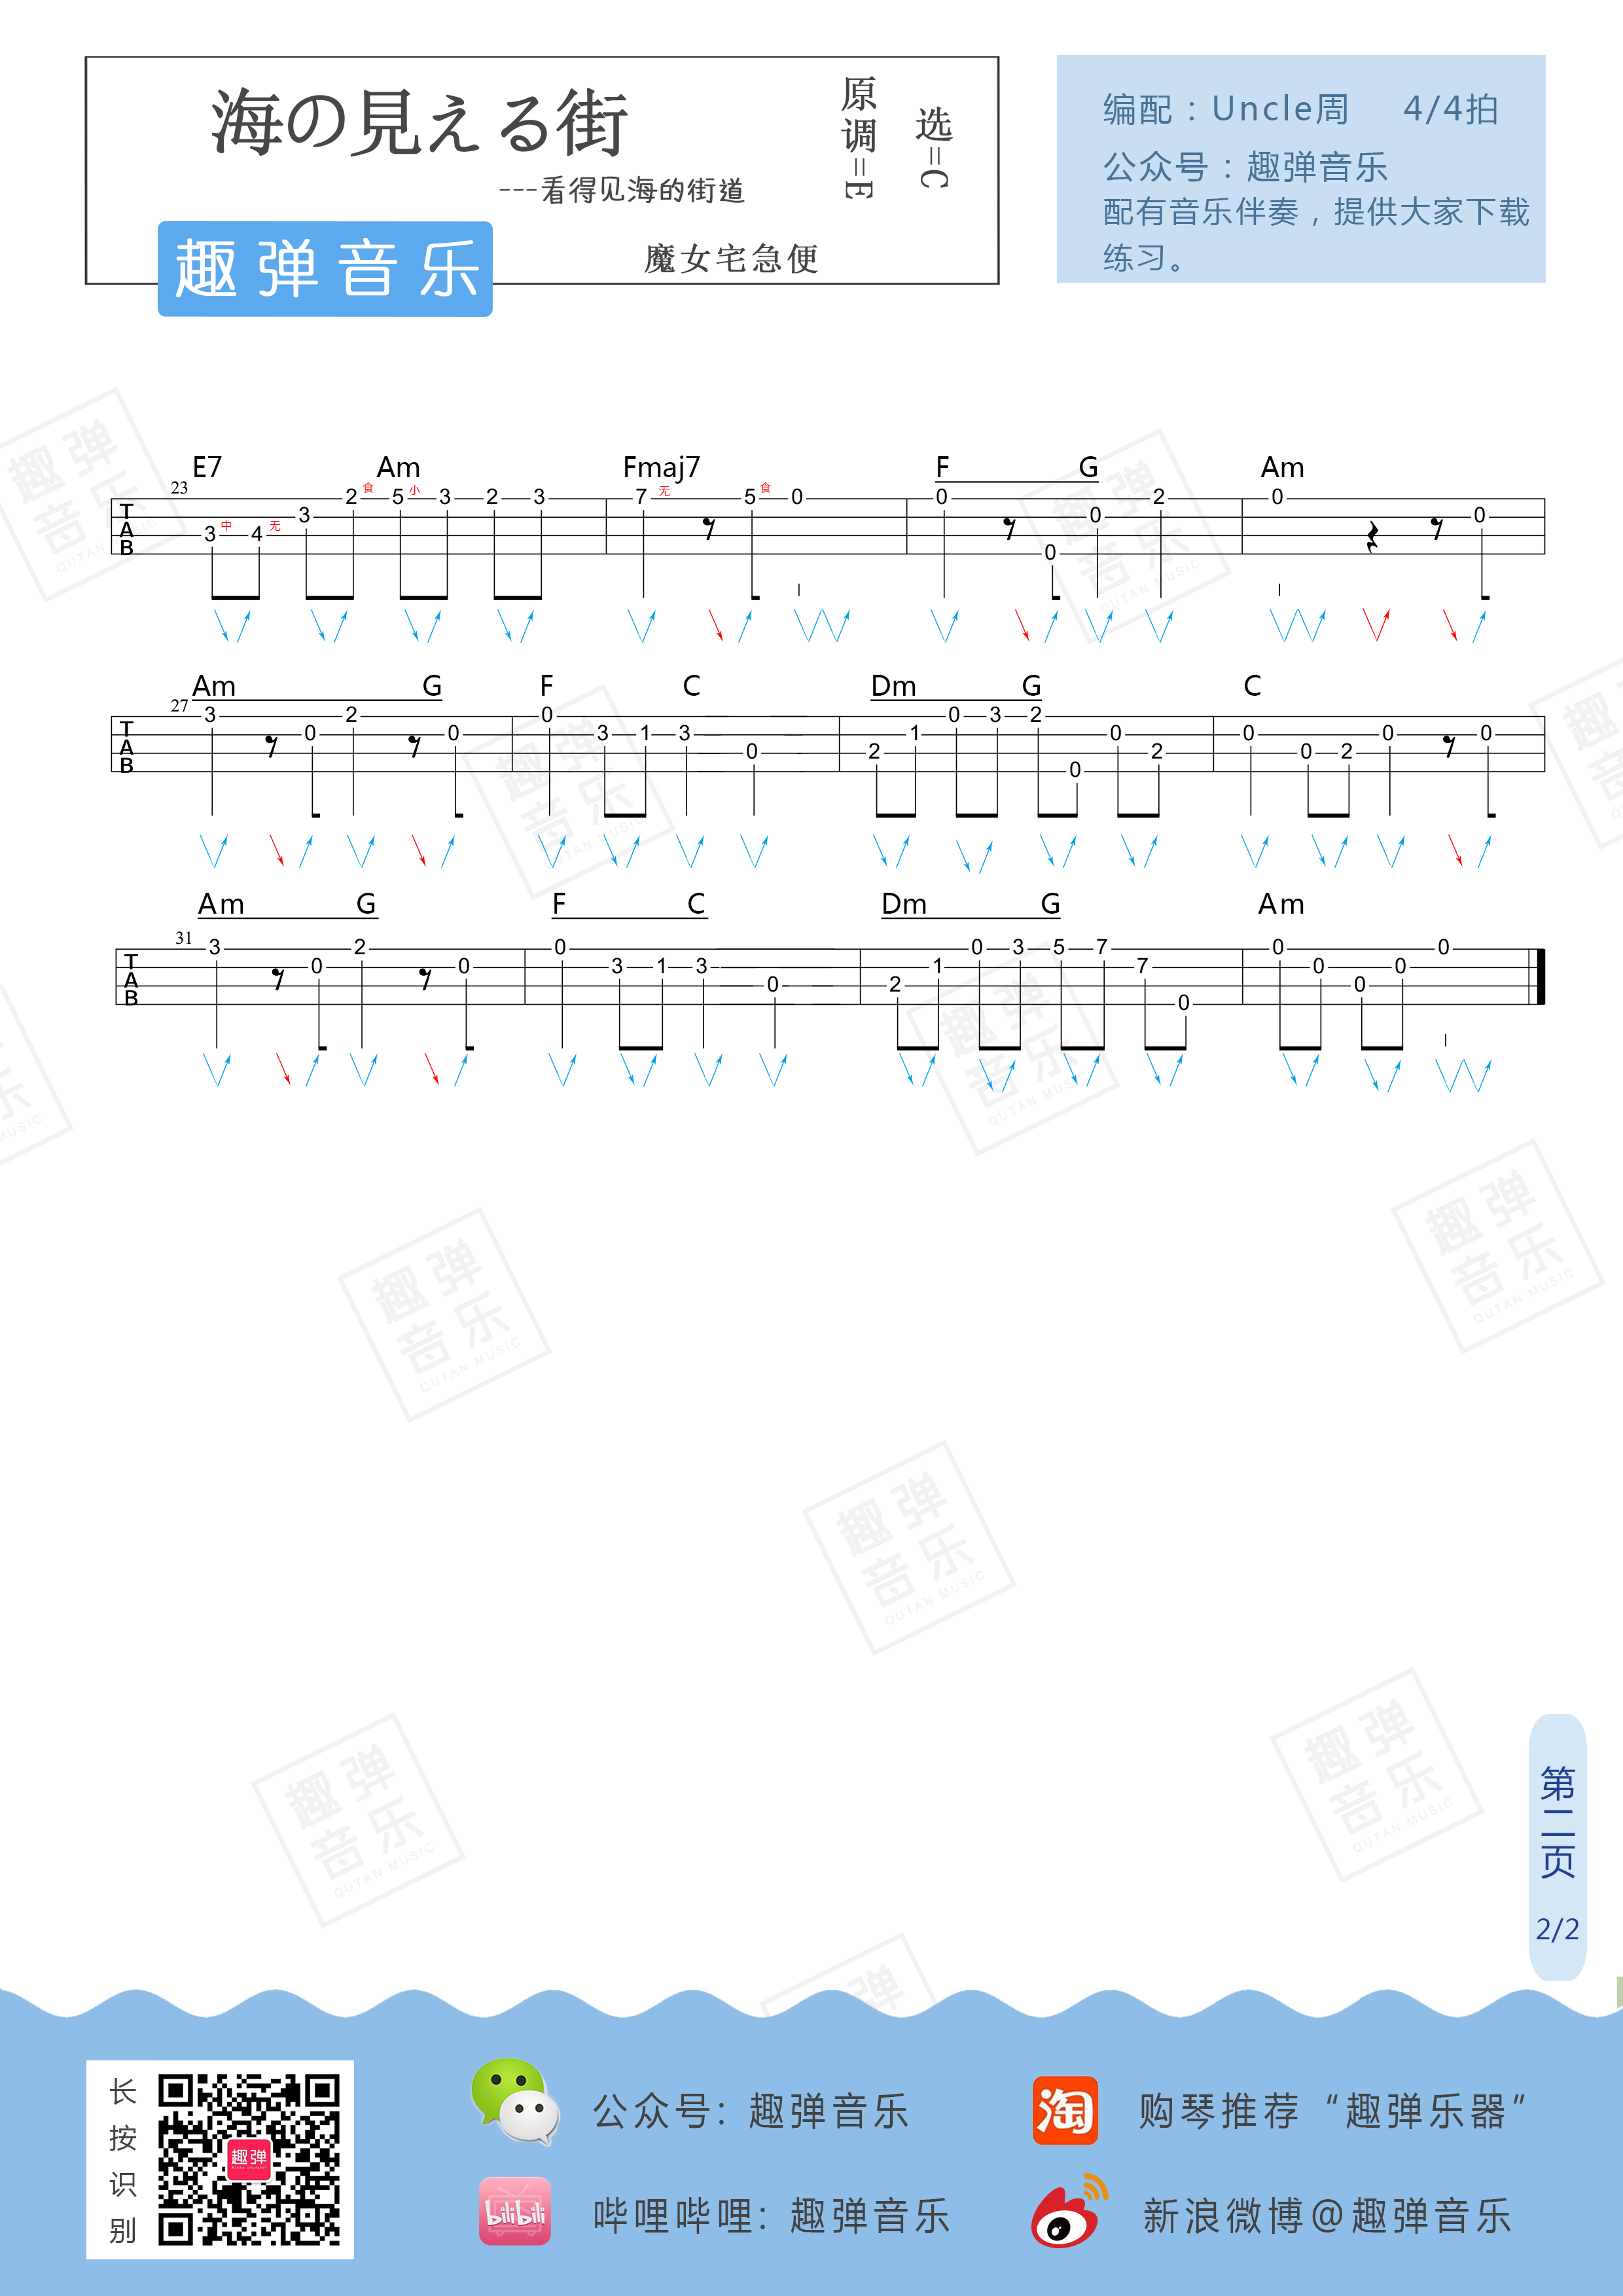 海の見える街
---看得见海的街道
魔女宅急便
原调=E
选=C
趣弹音乐
编配：Uncle周 4/4拍
公众号：趣弹音乐
配有音乐伴奏，提供大家下载
练习。
E7 Am Fmaj7 F G Am
23
TAB
3 中 4 无 3 2 食 5 小 3 2 3 7 无 5 食 0 0 0 0 2 0 0
Am G F C Dm G C
27
TAB
3 0 2 0 0 3 1 3 0 2 1 0 3 2 0 0 2 0 0 2 0 0
Am G F C Dm G Am
31
TAB
3 0 2 0 0 3 1 3 0 2 1 0 3 5 7 7 0 0 0 0 0 0
趣弹音乐
QUTAN MUSIC
第二页
2/2
长按识别
趣弹
公众号：趣弹音乐
淘
购琴推荐“趣弹乐器”
bilibili
哔哩哔哩：趣弹音乐
新浪微博@趣弹音乐